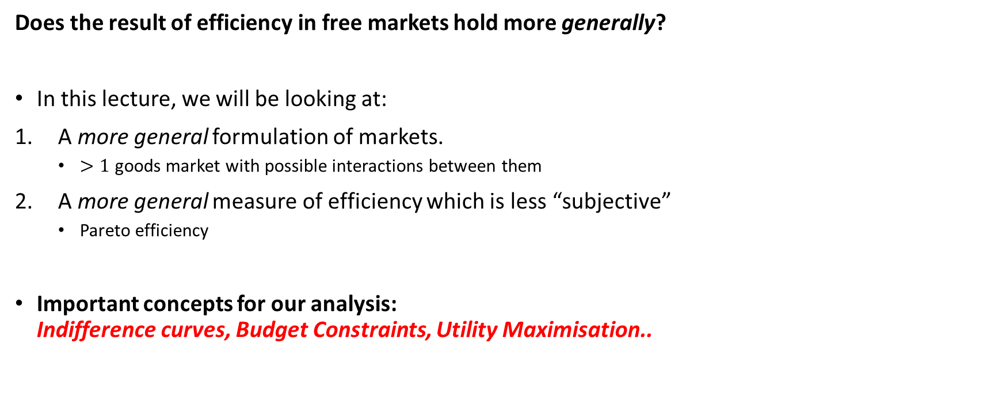 Does the result of efficiency in free markets hold more generally?
• In this lecture, we will be looking at:
1. A more general formulation of markets.
• > 1 goods market with possible interactions between them
2. A more general measure of efficiency which is less “subjective”
• Pareto efficiency
• Important concepts for our analysis:
Indifference curves, Budget Constraints, Utility Maximisation..